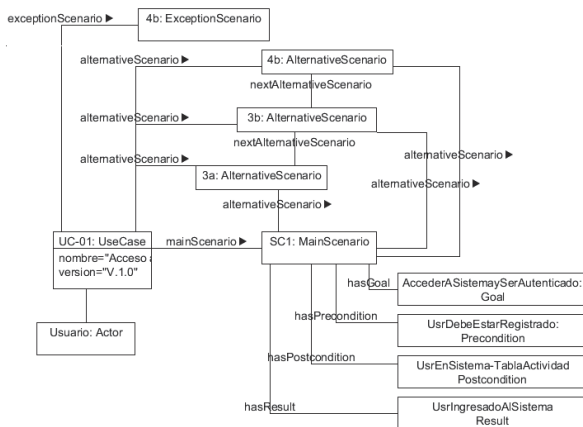 exceptionScenario ▶
4b: ExceptionScenario
alternativeScenario ▶
4b: AlternativeScenario
nextAlternativeScenario
alternativeScenario ▶
3b: AlternativeScenario
nextAlternativeScenario
alternativeScenario ▶
alternativeScenario ▶
3a: AlternativeScenario
alternativeScenario ▶
alternativeScenario ▶
UC-01: UseCase
mainScenario ▶
SC1: MainScenario
nombre="Acceso a
version="V.1.0"
hasGoal
AccederASistemaySerAutenticado:
Goal
Usuario: Actor
hasPrecondition
UsrDebeEstarRegistrado:
Precondition
hasPostcondition
UsrEnSistema-TablaActividad
Postcondition
hasResult
UsrIngresadoAlSistema
Result